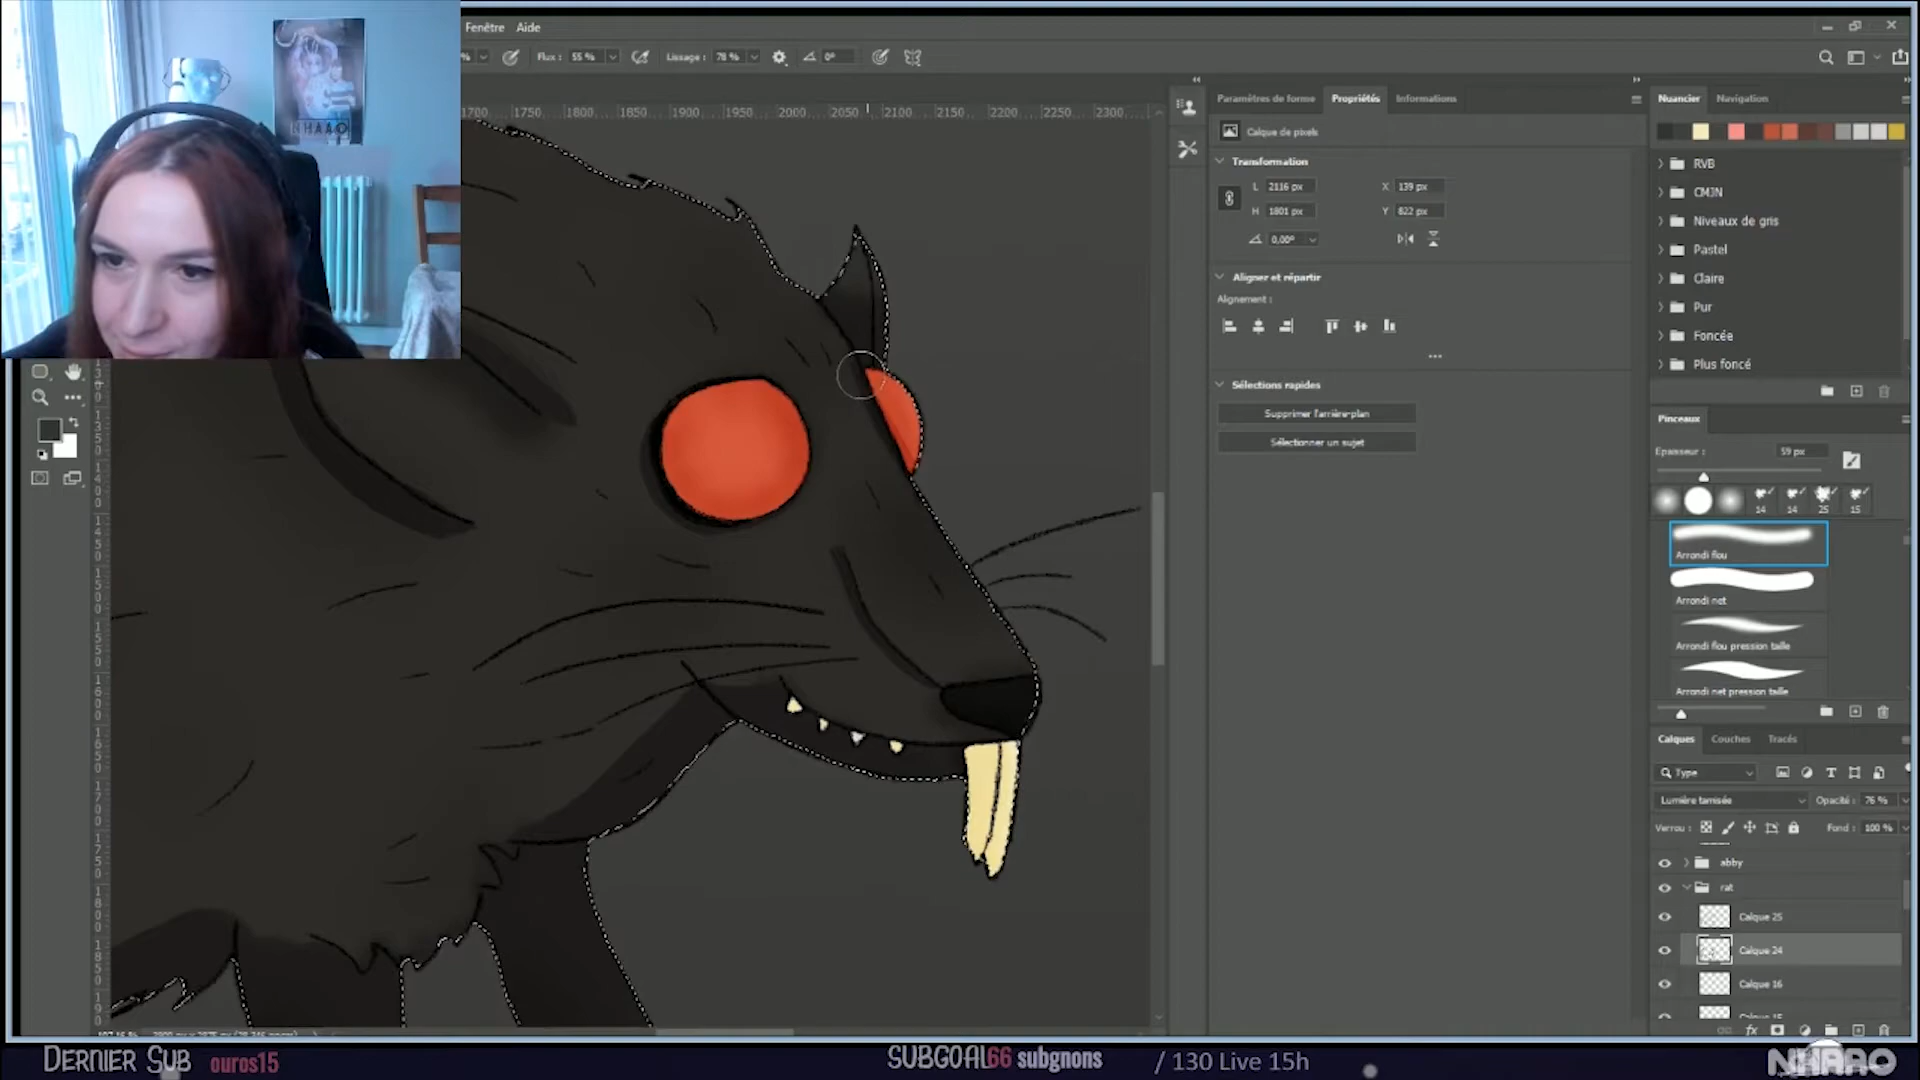 Fenêtre Aide
Flux : 55 % Lissage : 78 % 0°
NHAAO
1700 1750 1800 1850 1900 1950 2000 2050 2100 2150 2200 2250 2300
Paramètres de forme Propriétés Informations
Calque de pixels
Transformation
L 2116 px X 139 px
H 1801 px Y 822 px
0,00°
Aligner et répartir
Alignement :
Sélections rapides
Supprimer l'arrière-plan
Sélectionner un sujet
Nuancier Navigation
RVB
CMJN
Niveaux de gris
Pastel
Claire
Pur
Foncée
Plus foncé
Pinceaux
Epaisseur : 59 px
14 14 25 15
Arrondi flou
Arrondi net
Arrondi flou pression taille
Arrondi net pression taille
Calques Couches Tracés
Type
Lumière tamisée Opacité : 76 %
Verrou : Fond : 100 %
abby
rat
Calque 25
Calque 24
Calque 16
DERNIER SUB ouros15 SUBGOAL 66 subgnons / 130 Live 15h NHAAO